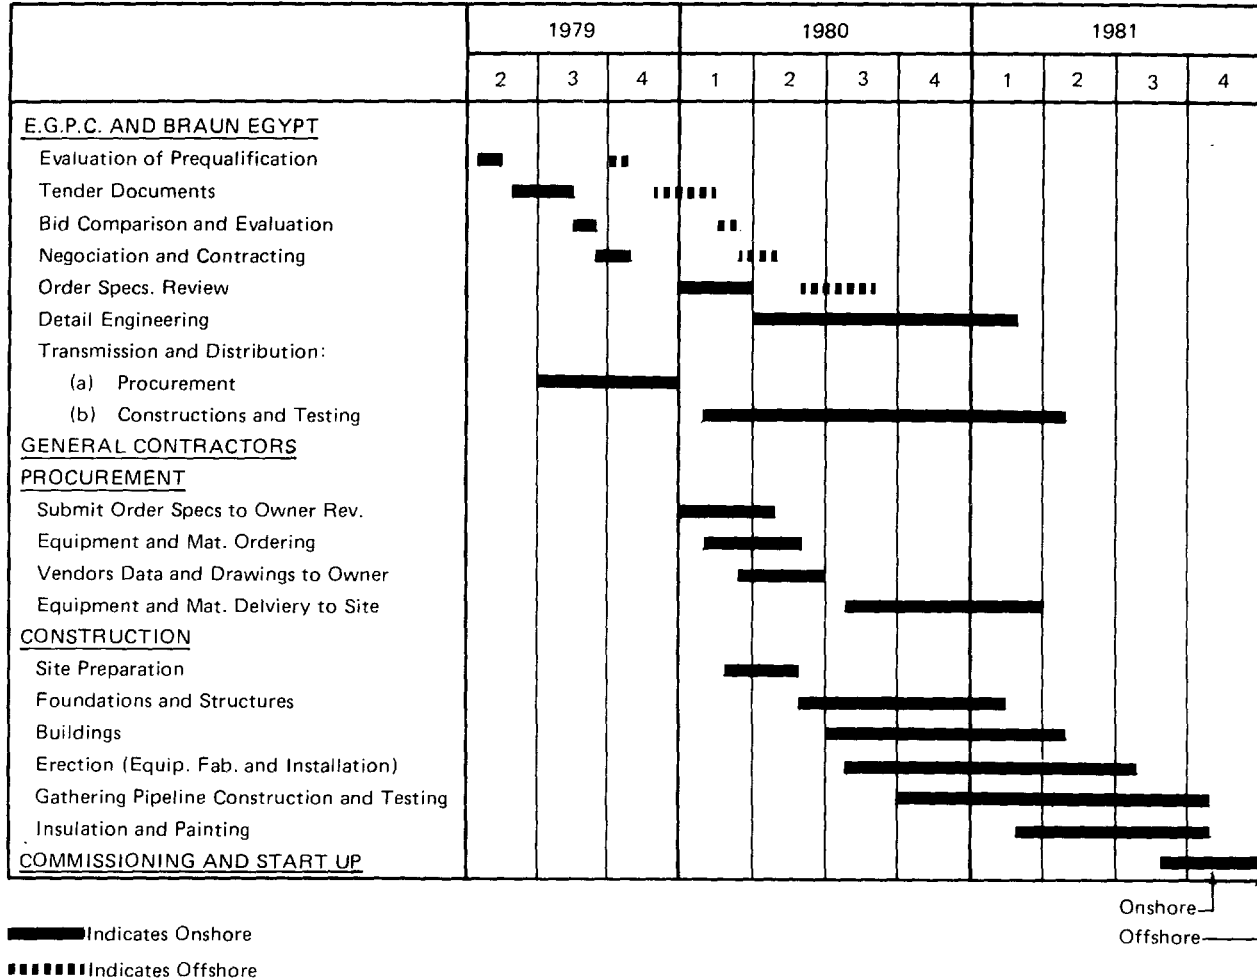 1979 1980 1981
2 3 4 1 2 3 4 1 2 3 4
E.G.P.C. AND BRAUN EGYPT
Evaluation of Prequalification
Tender Documents
Bid Comparison and Evaluation
Negociation and Contracting
Order Specs. Review
Detail Engineering
Transmission and Distribution:
(a) Procurement
(b) Constructions and Testing
GENERAL CONTRACTORS
PROCUREMENT
Submit Order Specs to Owner Rev.
Equipment and Mat. Ordering
Vendors Data and Drawings to Owner
Equipment and Mat. Delviery to Site
CONSTRUCTION
Site Preparation
Foundations and Structures
Buildings
Erection (Equip. Fab. and Installation)
Gathering Pipeline Construction and Testing
Insulation and Painting
COMMISSIONING AND START UP
Onshore
Indicates Onshore
Offshore
Indicates Offshore